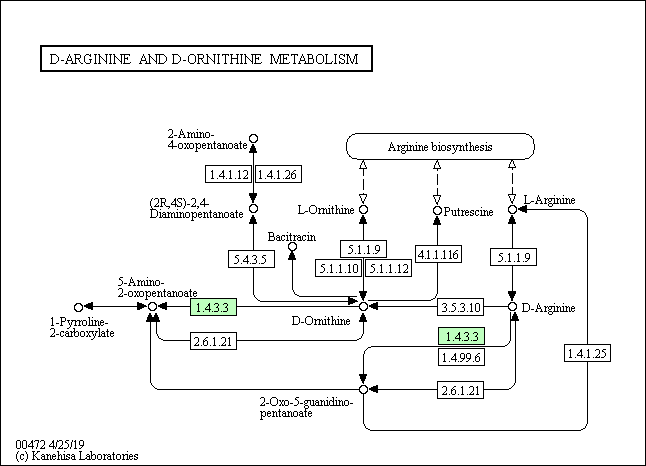 D-ARGININE AND D-ORNITHINE METABOLISM
2-Amino-
4-oxopentanoate
Arginine biosynthesis
1.4.1.12
1.4.1.26
(2R,4S)-2,4-
Diaminopentanoate
L-Ornithine
Putrescine
L-Arginine
Bacitracin
5.4.3.5
5.1.1.9
5.1.1.10
5.1.1.12
4.1.1.116
5.1.1.9
5-Amino-
2-oxopentanoate
1.4.3.3
3.5.3.10
D-Ornithine
D-Arginine
1-Pyrroline-
2-carboxylate
2.6.1.21
1.4.3.3
1.4.99.6
1.4.1.25
2.6.1.21
2-Oxo-5-guanidino-
pentanoate
00472 4/25/19
(c) Kanehisa Laboratories